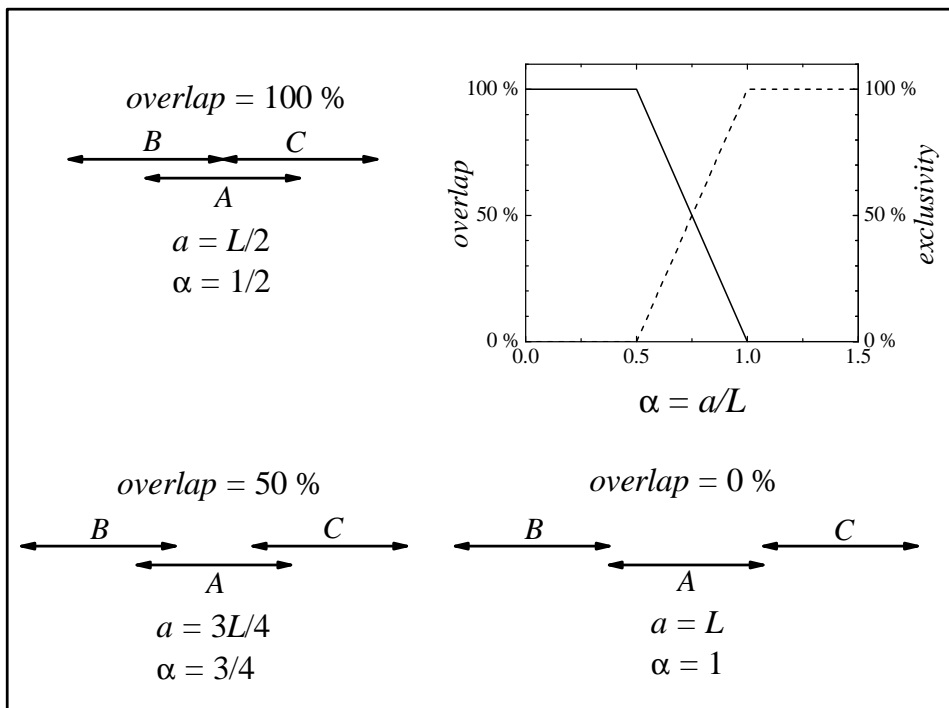 overlap = 100 %
B C
A
a = L/2
α = 1/2
100 % 100 %
50 % 50 %
0 % 0 %
overlap
exclusivity
0.0 0.5 1.0 1.5
α = a/L
overlap = 50 %
B C
A
a = 3L/4
α = 3/4
overlap = 0 %
B C
A
a = L
α = 1